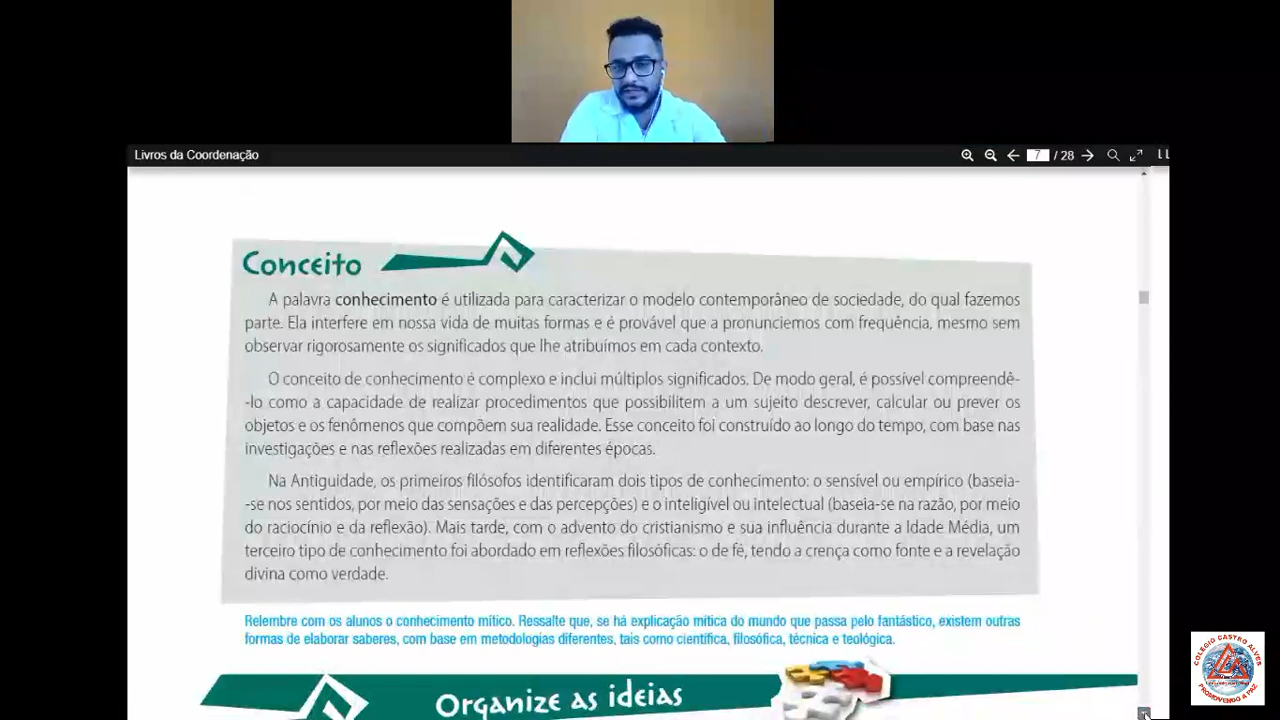 Livros da Coordenação
7 / 28
Conceito
A palavra conhecimento é utilizada para caracterizar o modelo contemporâneo de sociedade, do qual fazemos
parte. Ela interfere em nossa vida de muitas formas e é provável que a pronunciemos com frequência, mesmo sem
observar rigorosamente os significados que lhe atribuímos em cada contexto.
O conceito de conhecimento é complexo e inclui múltiplos significados. De modo geral, é possível compreendê-
-lo como a capacidade de realizar procedimentos que possibilitem a um sujeito descrever, calcular ou prever os
objetos e os fenômenos que compõem sua realidade. Esse conceito foi construído ao longo do tempo, com base nas
investigações e nas reflexões realizadas em diferentes épocas.
Na Antiguidade, os primeiros filósofos identificaram dois tipos de conhecimento: o sensível ou empírico (baseia-
-se nos sentidos, por meio das sensações e das percepções) e o inteligível ou intelectual (baseia-se na razão, por meio
do raciocínio e da reflexão). Mais tarde, com o advento do cristianismo e sua influência durante a Idade Média, um
terceiro tipo de conhecimento foi abordado em reflexões filosóficas: o de fé, tendo a crença como fonte e a revelação
divina como verdade.
Relembre com os alunos o conhecimento mítico. Ressalte que, se há explicação mítica do mundo que passa pelo fantástico, existem outras
formas de elaborar saberes, com base em metodologias diferentes, tais como científica, filosófica, técnica e teológica.
Organize as ideias
COLÉGIO CASTRO ALVES
PROMOVENDO A PAZ